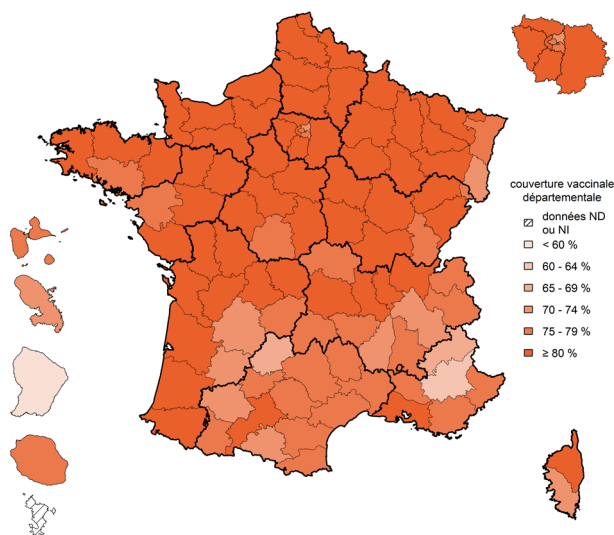 couverture vaccinale
départementale
données ND
ou NI
< 60 %
60 - 64 %
65 - 69 %
70 - 74 %
75 - 79 %
≥ 80 %